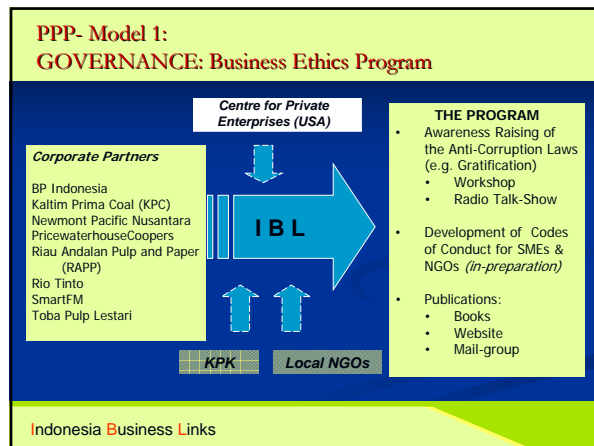 PPP- Model 1:
GOVERNANCE: Business Ethics Program
Centre for Private
Enterprises (USA)
Corporate Partners
BP Indonesia
Kaltim Prima Coal (KPC)
Newmont Pacific Nusantara
PricewaterhouseCoopers
Riau Andalan Pulp and Paper
(RAPP)
Rio Tinto
SmartFM
Toba Pulp Lestari
I B L
KPK
Local NGOs
THE PROGRAM
• Awareness Raising of
the Anti-Corruption Laws
(e.g. Gratification)
• Workshop
• Radio Talk-Show
• Development of Codes
of Conduct for SMEs &
NGOs (in-preparation)
• Publications:
• Books
• Website
• Mail-group
Indonesia Business Links